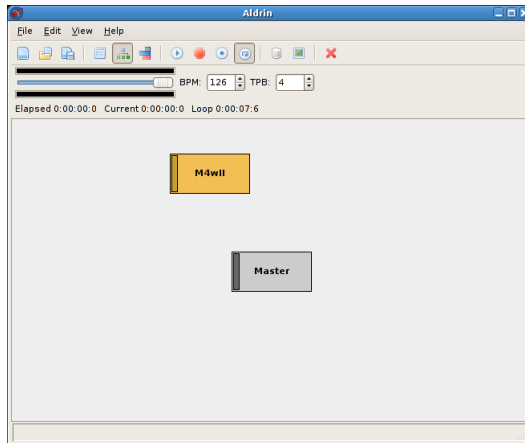 Aldrin
File Edit View Help
BPM: 126 TPB: 4
Elapsed 0:00:00:0 Current 0:00:00:0 Loop 0:00:07:6
M4wII
Master